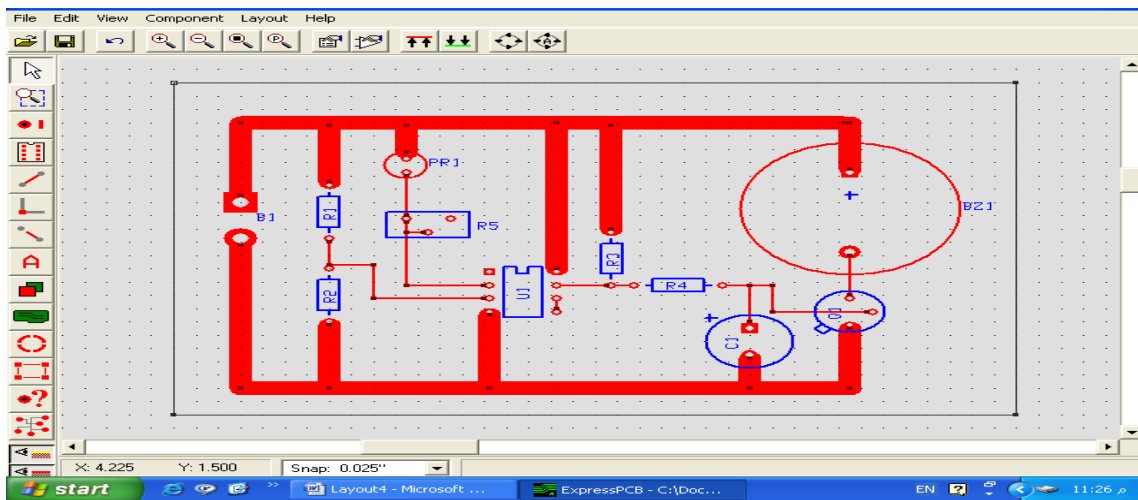 File Edit View Component Layout Help
A
PR1
B1
R1
R5
BZ1
+
R3
R2
U1
R4
+
C1
Q1
X: 4.225 Y: 1.500 Snap: 0.025"
start Layout4 - Microsoft ... ExpressPCB - C:\Doc... EN 11:26 م